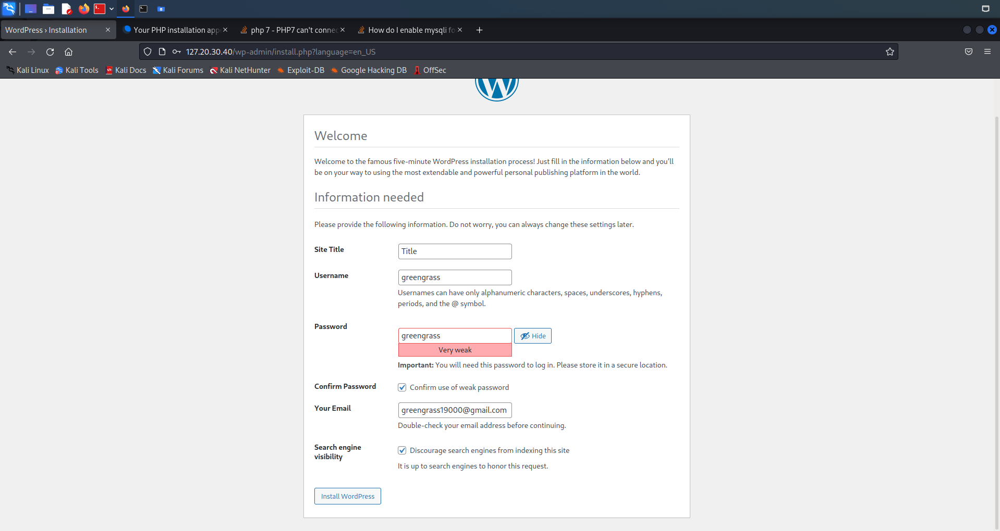 WordPress › Installation
Your PHP installation app
php 7 - PHP7 can't connec
How do I enable mysqli fo
127.20.30.40/wp-admin/install.php?language=en_US
Kali Linux Kali Tools Kali Docs Kali Forums Kali NetHunter Exploit-DB Google Hacking DB OffSec
Welcome
Welcome to the famous five-minute WordPress installation process! Just fill in the information below and you’ll
be on your way to using the most extendable and powerful personal publishing platform in the world.
Information needed
Please provide the following information. Do not worry, you can always change these settings later.
Site Title
Title
Username
greengrass
Usernames can have only alphanumeric characters, spaces, underscores, hyphens,
periods, and the @ symbol.
Password
greengrass
Hide
Very weak
Important: You will need this password to log in. Please store it in a secure location.
Confirm Password
Confirm use of weak password
Your Email
greengrass19000@gmail.com
Double-check your email address before continuing.
Search engine
visibility
Discourage search engines from indexing this site
It is up to search engines to honor this request.
Install WordPress